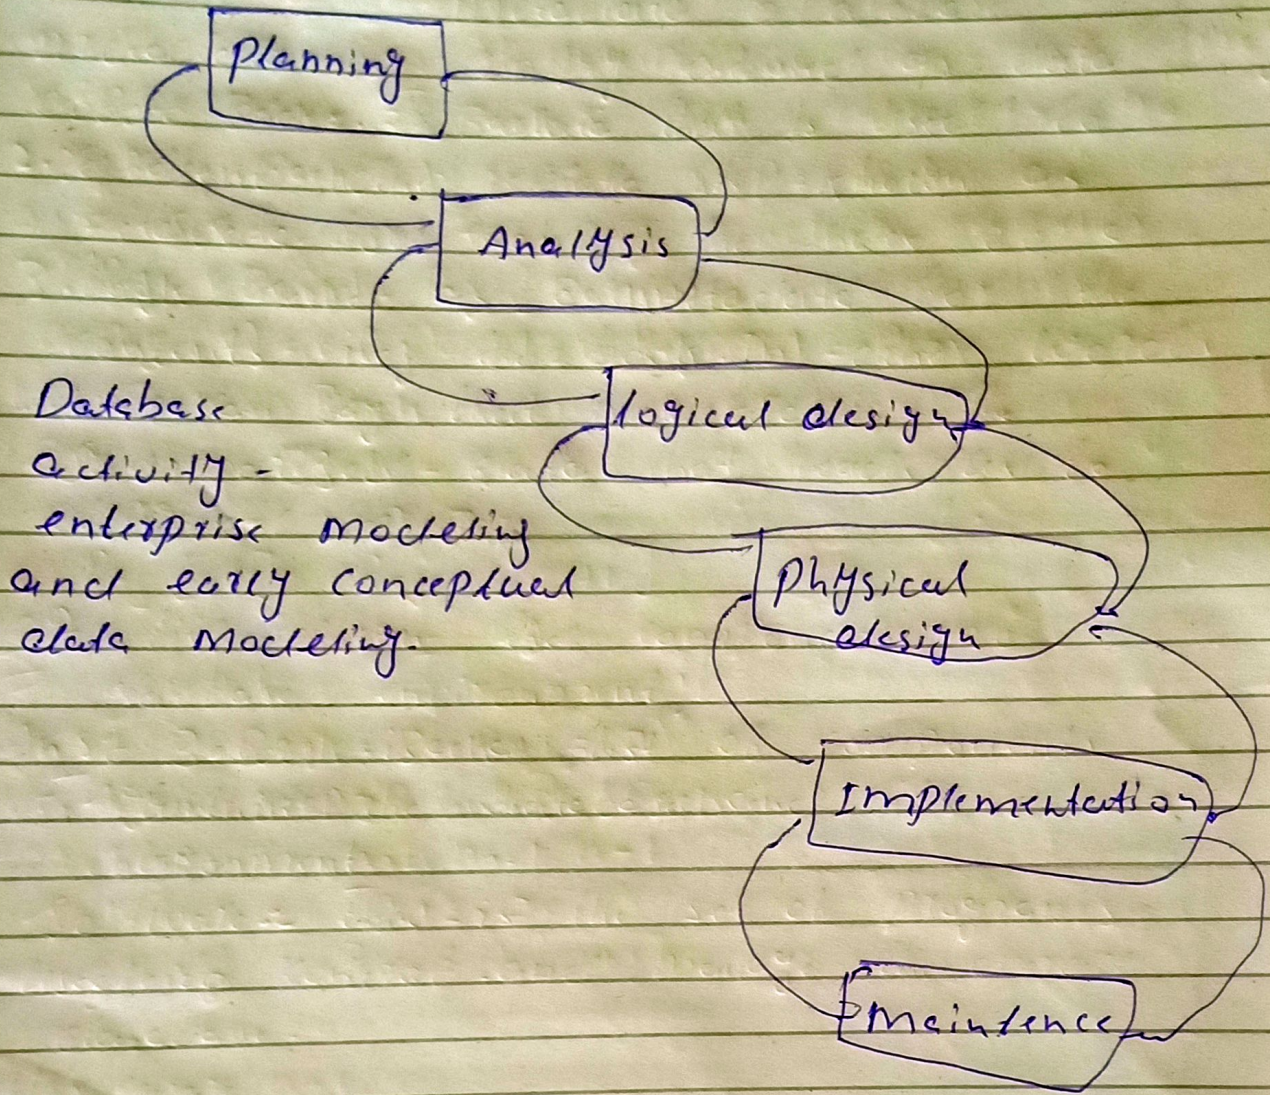 Planning
Analysis
logical design
Database
activity -
enterprise modeling
and early conceptual
data modeling.
Physical
design
Implementation
maintence